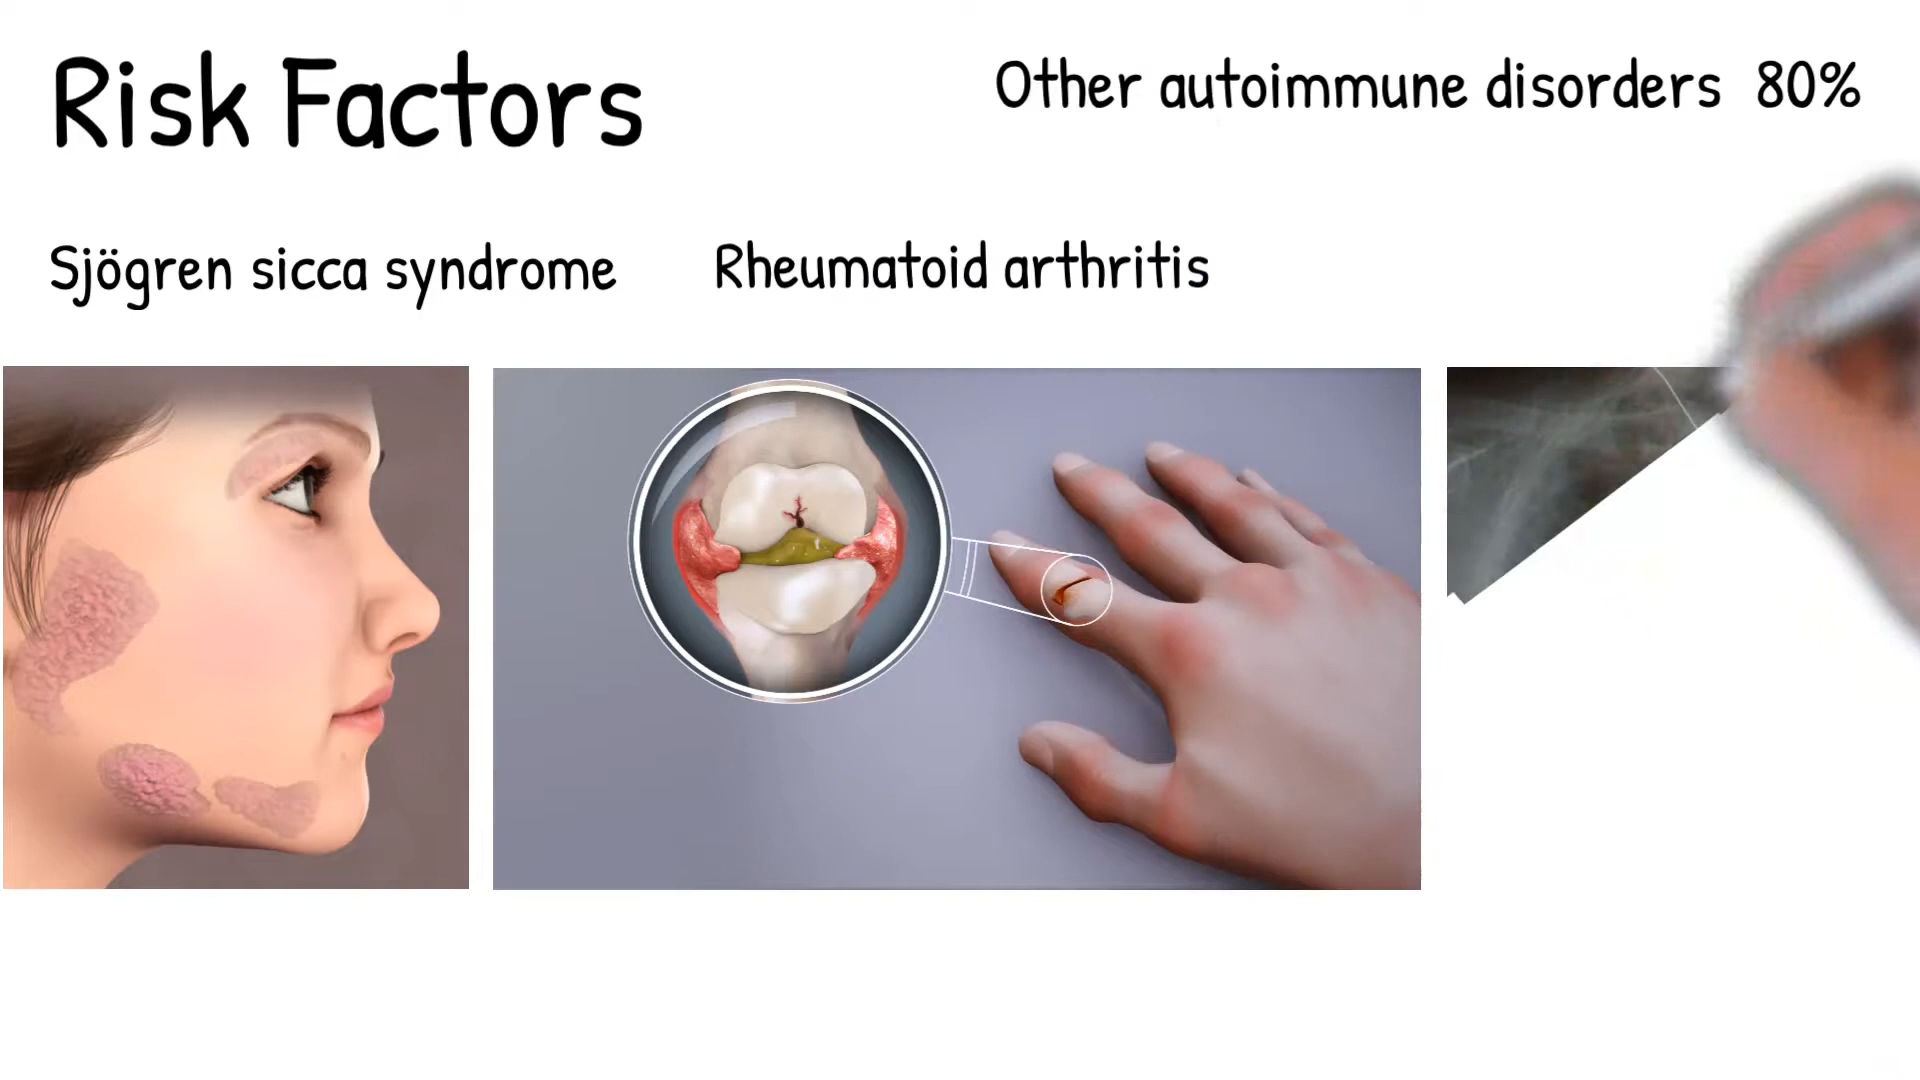 Risk Factors
Other autoimmune disorders 80%
Sjögren sicca syndrome
Rheumatoid arthritis